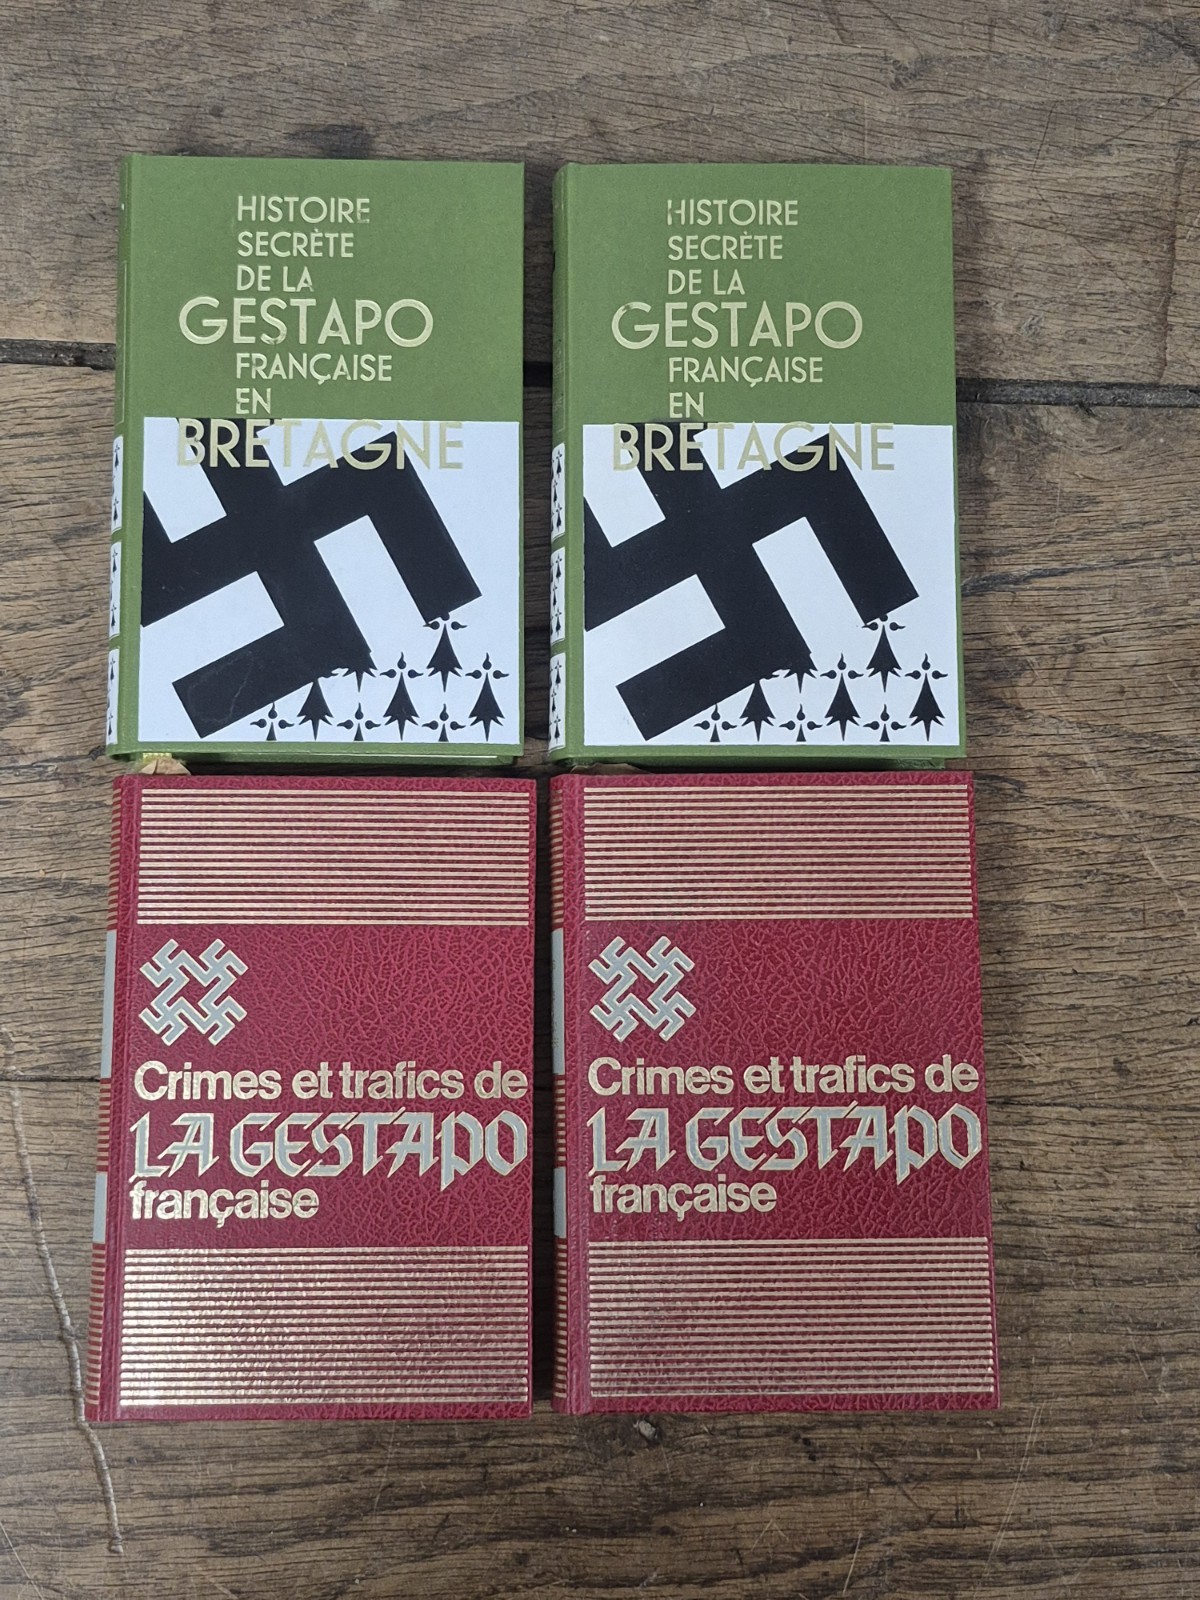 HISTOIRE
SECRÈTE
DE LA
GESTAPO
FRANÇAISE
EN
BRETAGNE
HISTOIRE
SECRÈTE
DE LA
GESTAPO
FRANÇAISE
EN
BRETAGNE
Crimes et trafics de
LA GESTAPO
française
Crimes et trafics de
LA GESTAPO
française